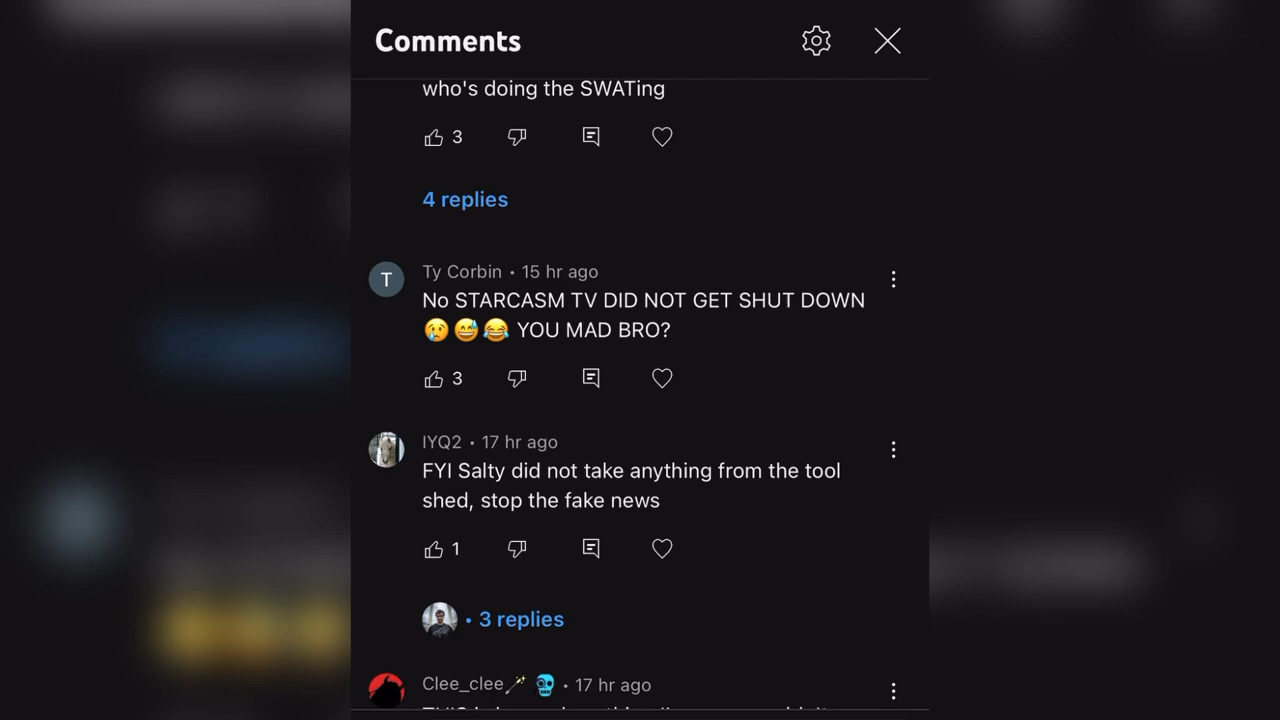 Comments
who's doing the SWATing
3
4 replies
T
Ty Corbin • 15 hr ago
No STARCASM TV DID NOT GET SHUT DOWN
😢😅😂 YOU MAD BRO?
3
IYQ2 • 17 hr ago
FYI Salty did not take anything from the tool
shed, stop the fake news
1
• 3 replies
Clee_clee🪄 💀 • 17 hr ago